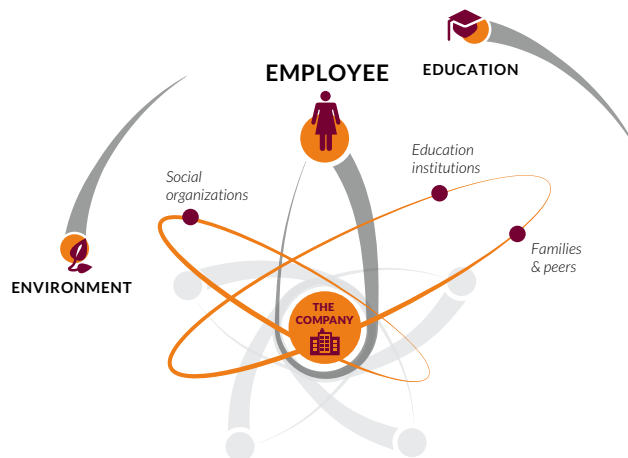 EMPLOYEE
EDUCATION
Education
institutions
Social
organizations
Families
& peers
ENVIRONMENT
THE
COMPANY